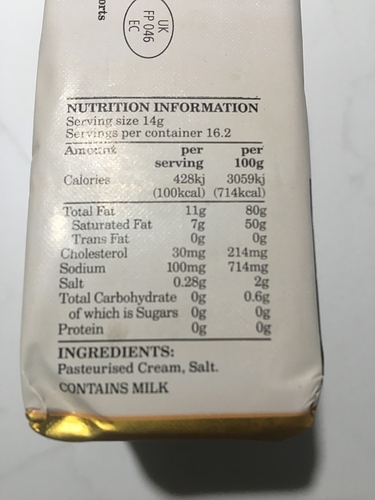 orts
UK
FP 046
EC
NUTRITION INFORMATION
Serving size 14g
Servings per container 16.2
Amount per serving per 100g
Calories 428kj 3059kj
(100kcal) (714kcal)
Total Fat 11g 80g
Saturated Fat 7g 50g
Trans Fat 0g 0g
Cholesterol 30mg 214mg
Sodium 100mg 714mg
Salt 0.28g 2g
Total Carbohydrate 0g 0.6g
of which is Sugars 0g 0g
Protein 0g 0g
INGREDIENTS:
Pasteurised Cream, Salt.
CONTAINS MILK